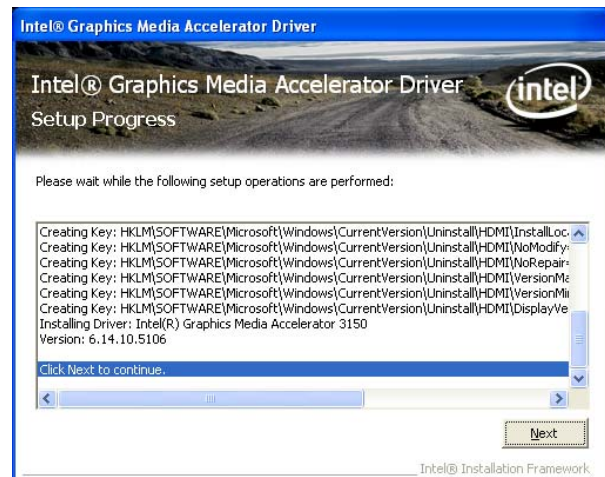 Intel® Graphics Media Accelerator Driver
Intel® Graphics Media Accelerator Driver
intel
Setup Progress
Please wait while the following setup operations are performed:
Creating Key: HKLM\SOFTWARE\Microsoft\Windows\CurrentVersion\Uninstall\HDMI\InstallLoc
Creating Key: HKLM\SOFTWARE\Microsoft\Windows\CurrentVersion\Uninstall\HDMI\NoModify=
Creating Key: HKLM\SOFTWARE\Microsoft\Windows\CurrentVersion\Uninstall\HDMI\NoRepair=
Creating Key: HKLM\SOFTWARE\Microsoft\Windows\CurrentVersion\Uninstall\HDMI\VersionMa
Creating Key: HKLM\SOFTWARE\Microsoft\Windows\CurrentVersion\Uninstall\HDMI\VersionMi
Creating Key: HKLM\SOFTWARE\Microsoft\Windows\CurrentVersion\Uninstall\HDMI\DisplayVe
Installing Driver: Intel(R) Graphics Media Accelerator 3150
Version: 6.14.10.5106
Click Next to continue.
Next
Intel® Installation Framework